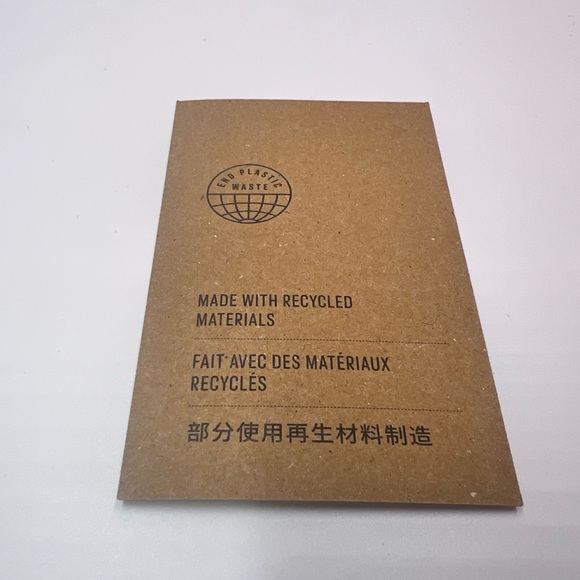 END PLASTIC
WASTE
MADE WITH RECYCLED
MATERIALS
FAIT AVEC DES MATÉRIAUX
RECYCLÉS
部分使用再生材料制造